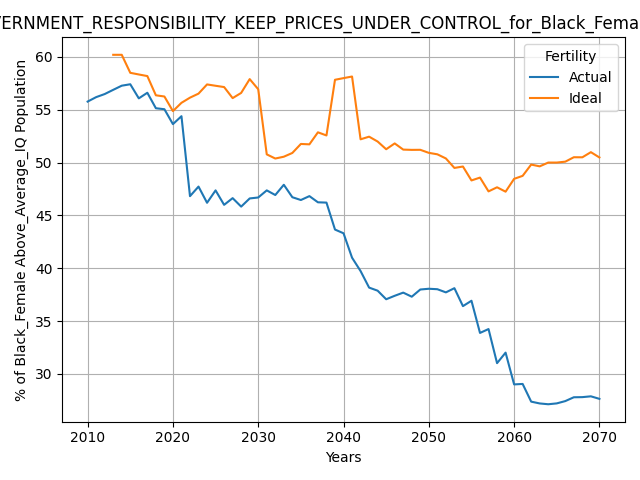 VERNMENT_RESPONSIBILITY_KEEP_PRICES_UNDER_CONTROL_for_Black_Fema
% of Black_Female Above_Average_IQ Population
60
55
50
45
40
35
30
Fertility
Actual
Ideal
2010 2020 2030 2040 2050 2060 2070
Years